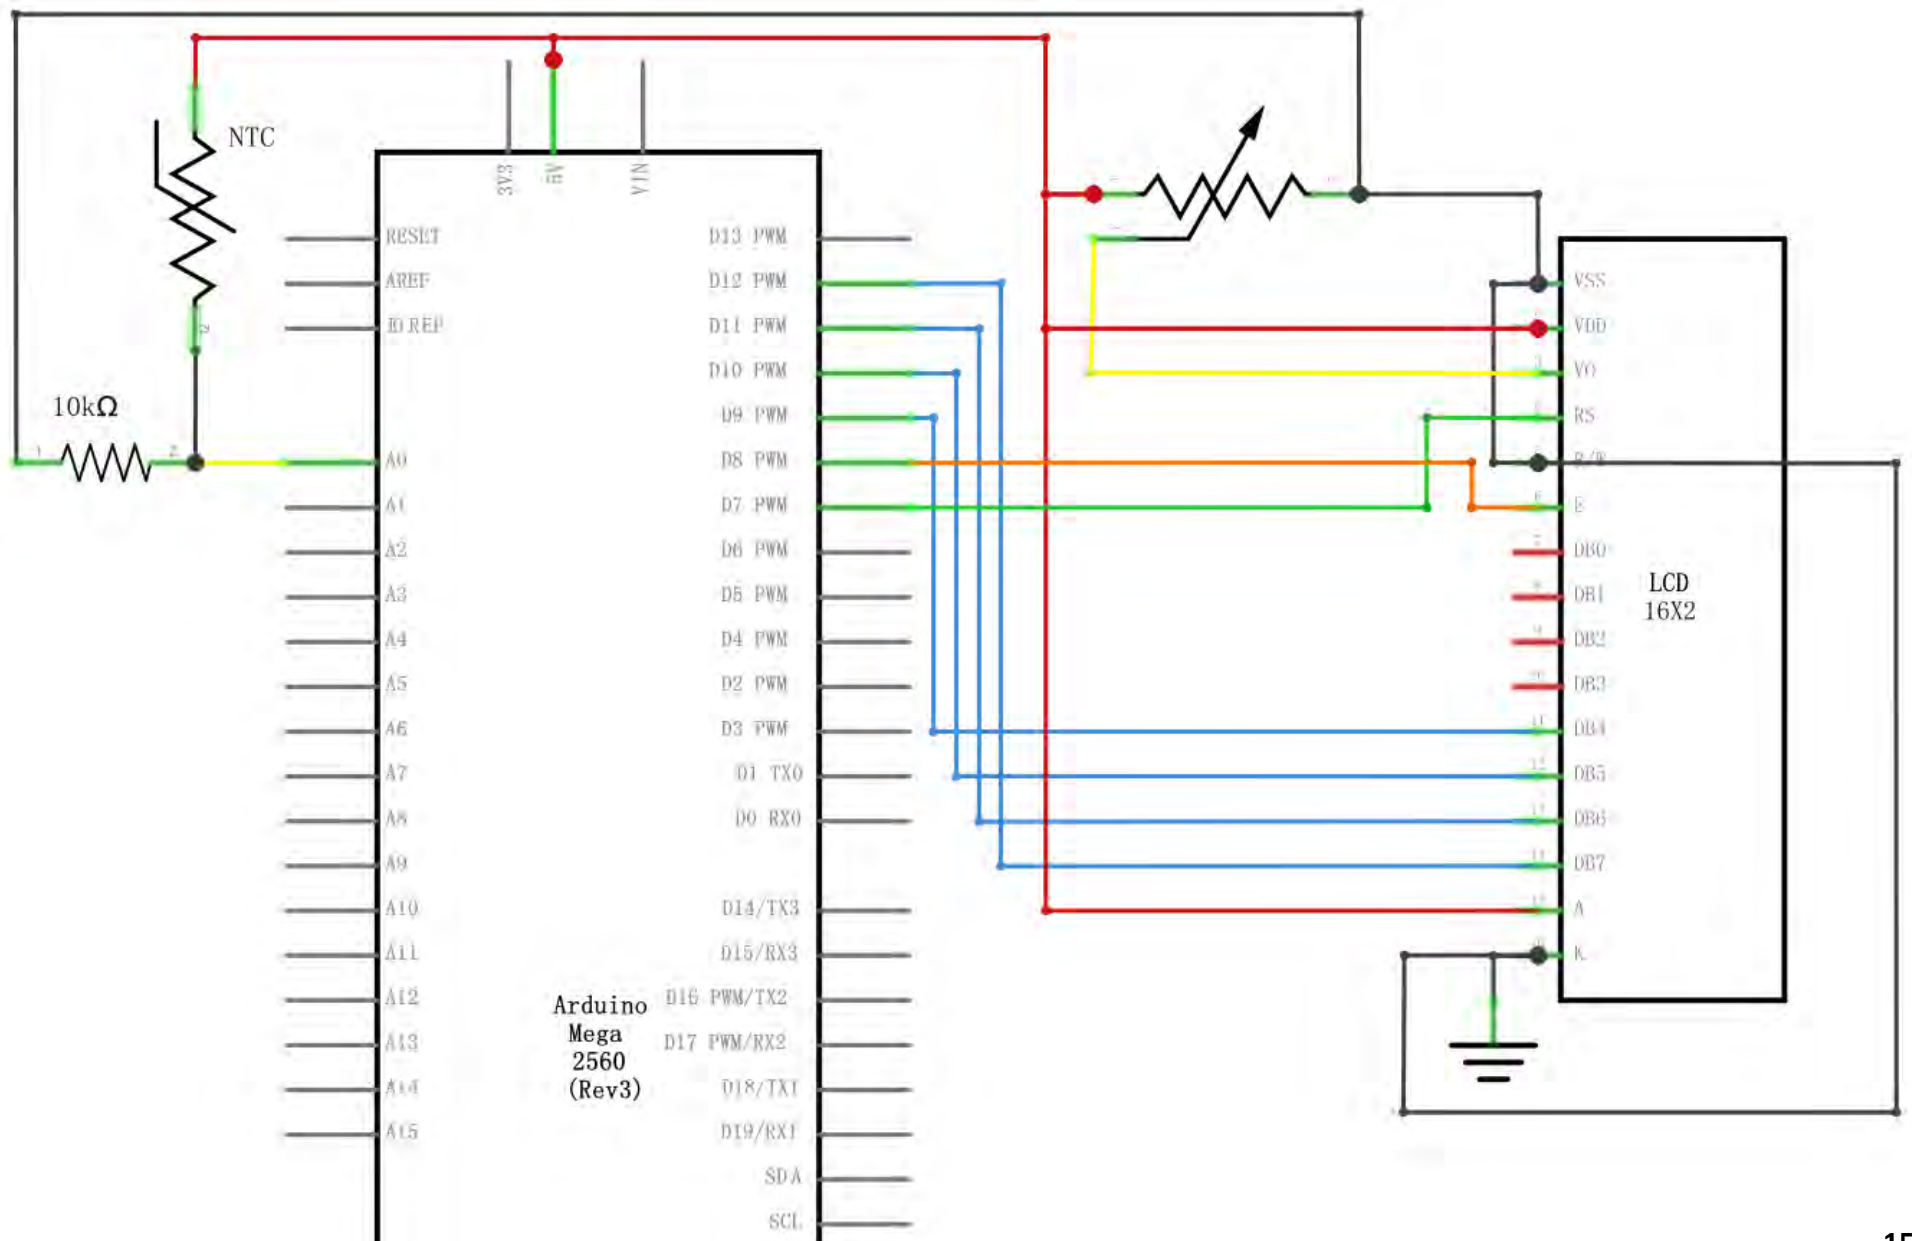 NTC
10kΩ
3V3
5V
VIN
RESET
AREF
IOREF
A0
A1
A2
A3
A4
A5
A6
A7
A8
A9
A10
A11
A12
A13
A14
A15
D13 PWM
D12 PWM
D11 PWM
D10 PWM
D9 PWM
D8 PWM
D7 PWM
D6 PWM
D5 PWM
D4 PWM
D2 PWM
D3 PWM
D1 TX0
D0 RX0
D14/TX3
D15/RX3
D16 PWM/TX2
D17 PWM/RX2
D18/TX1
D19/RX1
SDA
SCL
Arduino
Mega
2560
(Rev3)
VSS
VDD
VO
RS
R/W
E
DB0
DB1
DB2
DB3
DB4
DB5
DB6
DB7
A
K
LCD
16X2